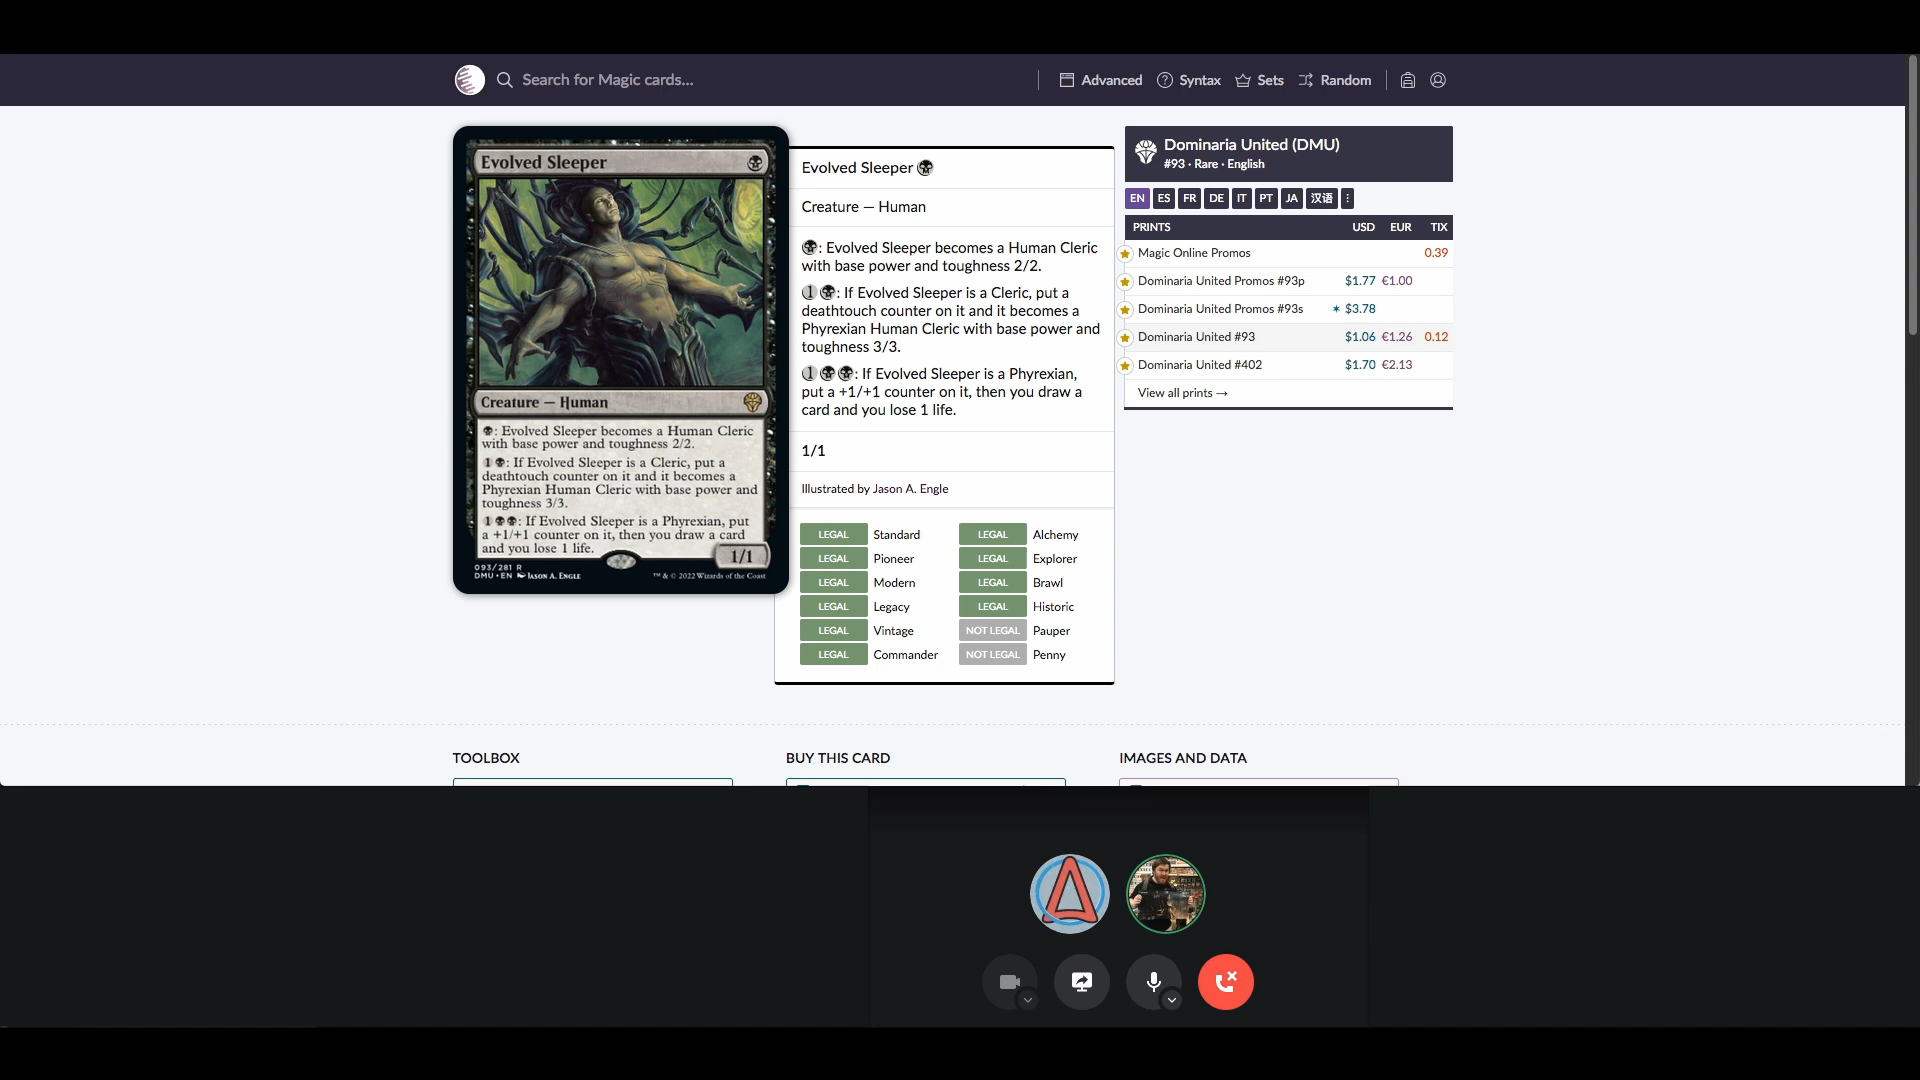 Search for Magic cards...
Advanced
Syntax
Sets
Random
Evolved Sleeper
Creature — Human
: Evolved Sleeper becomes a Human Cleric
with base power and toughness 2/2.
1 : If Evolved Sleeper is a Cleric, put a
deathtouch counter on it and it becomes a
Phyrexian Human Cleric with base power and
toughness 3/3.
1 : If Evolved Sleeper is a Phyrexian, put
a +1/+1 counter on it, then you draw a card
and you lose 1 life.
1/1
093/281 R
DMU • EN JASON A. ENGLE
™ & © 2022 Wizards of the Coast
Evolved Sleeper
Creature — Human
: Evolved Sleeper becomes a Human Cleric
with base power and toughness 2/2.
1 : If Evolved Sleeper is a Cleric, put a
deathtouch counter on it and it becomes a
Phyrexian Human Cleric with base power and
toughness 3/3.
1 : If Evolved Sleeper is a Phyrexian,
put a +1/+1 counter on it, then you draw a
card and you lose 1 life.
1/1
Illustrated by Jason A. Engle
LEGAL Standard LEGAL Alchemy
LEGAL Pioneer LEGAL Explorer
LEGAL Modern LEGAL Brawl
LEGAL Legacy LEGAL Historic
LEGAL Vintage NOT LEGAL Pauper
LEGAL Commander NOT LEGAL Penny
Dominaria United (DMU)
#93 · Rare · English
EN ES FR DE IT PT JA 汉语
PRINTS USD EUR TIX
Magic Online Promos 0.39
Dominaria United Promos #93p $1.77 €1.00
Dominaria United Promos #93s $3.78
Dominaria United #93 $1.06 €1.26 0.12
Dominaria United #402 $1.70 €2.13
View all prints →
TOOLBOX
BUY THIS CARD
IMAGES AND DATA